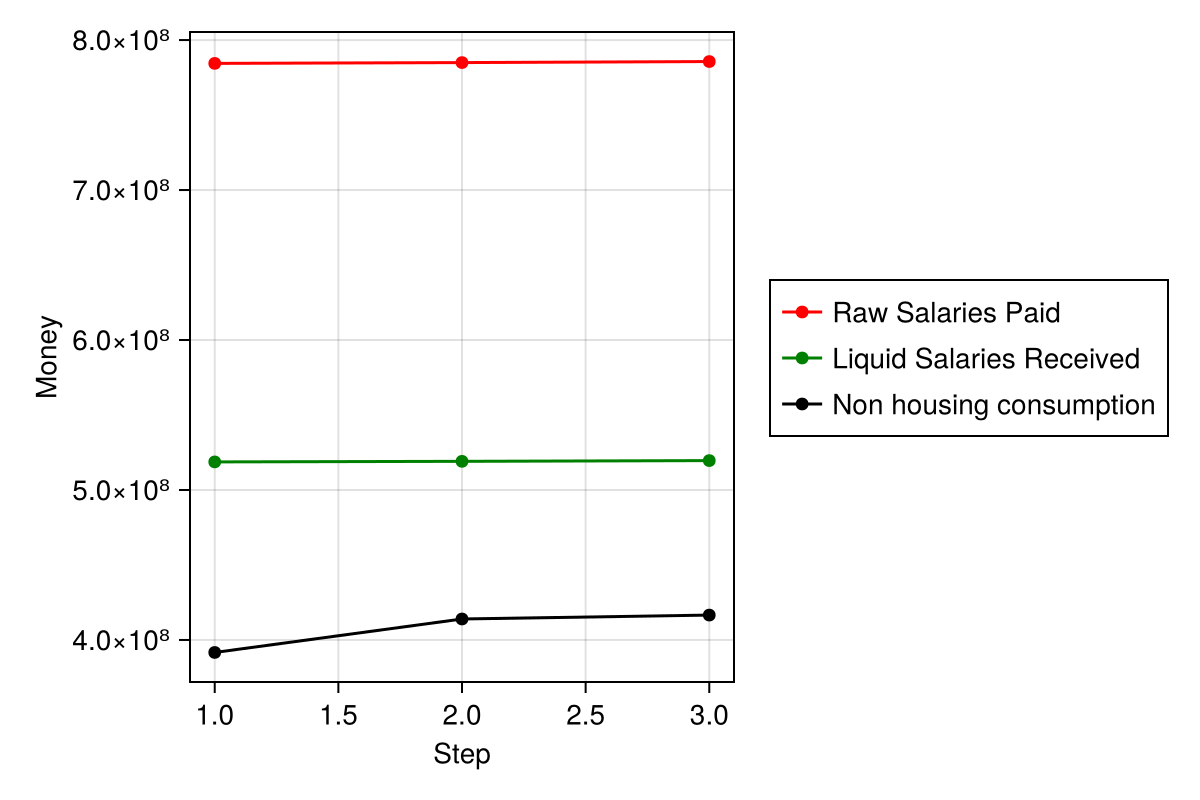 8.0×10⁸
7.0×10⁸
6.0×10⁸
5.0×10⁸
4.0×10⁸
Money
1.0 1.5 2.0 2.5 3.0
Step
Raw Salaries Paid
Liquid Salaries Received
Non housing consumption